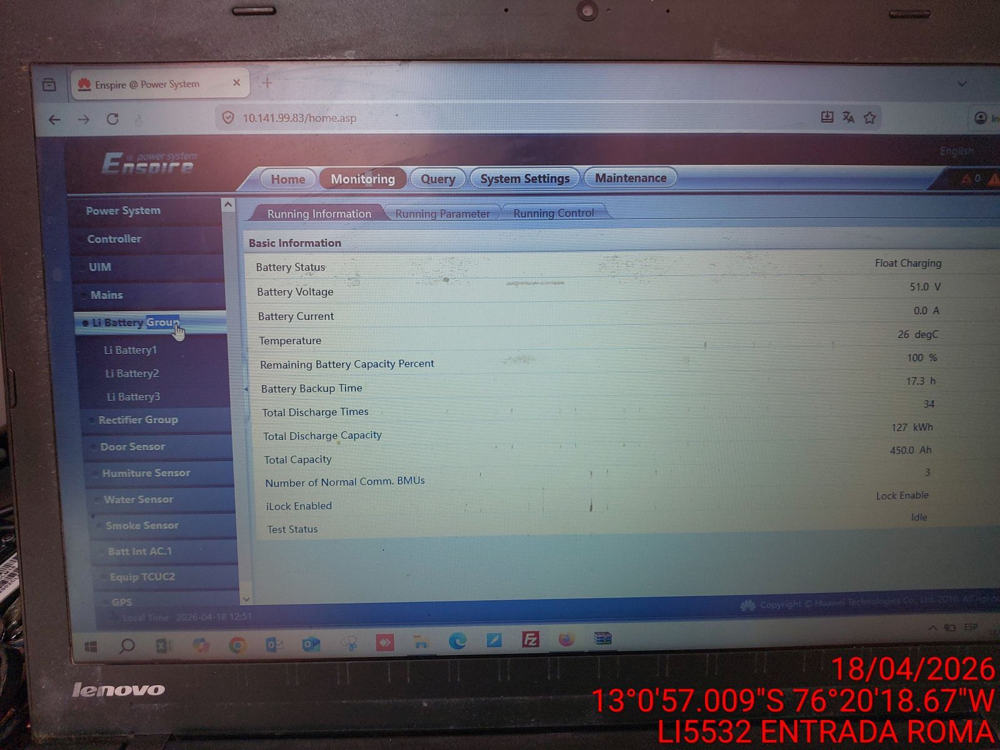 Enspire @ Power System
10.141.99.83/home.asp
@ power system
Enspire
English
Home
Monitoring
Query
System Settings
Maintenance
0
Power System
Controller
UIM
Mains
Li Battery Group
Li Battery1
Li Battery2
Li Battery3
Rectifier Group
Door Sensor
Humiture Sensor
Water Sensor
Smoke Sensor
Batt Int AC.1
Equip TCUC2
GPS
Running Information
Running Parameter
Running Control
Basic Information
Battery Status Float Charging
Battery Voltage 51.0 V
Battery Current 0.0 A
Temperature 26 degC
Remaining Battery Capacity Percent 100 %
Battery Backup Time 17.3 h
Total Discharge Times 34
Total Discharge Capacity 127 kWh
Total Capacity 450.0 Ah
Number of Normal Comm. BMUs 3
iLock Enabled Lock Enable
Test Status Idle
Copyright © Huawei Technologies Co., Ltd. 2019. All rights
Local Time 2026-04-18 12:51
ESP
lenovo
18/04/2026
13°0'57.009"S 76°20'18.67"W
LI5532 ENTRADA ROMA